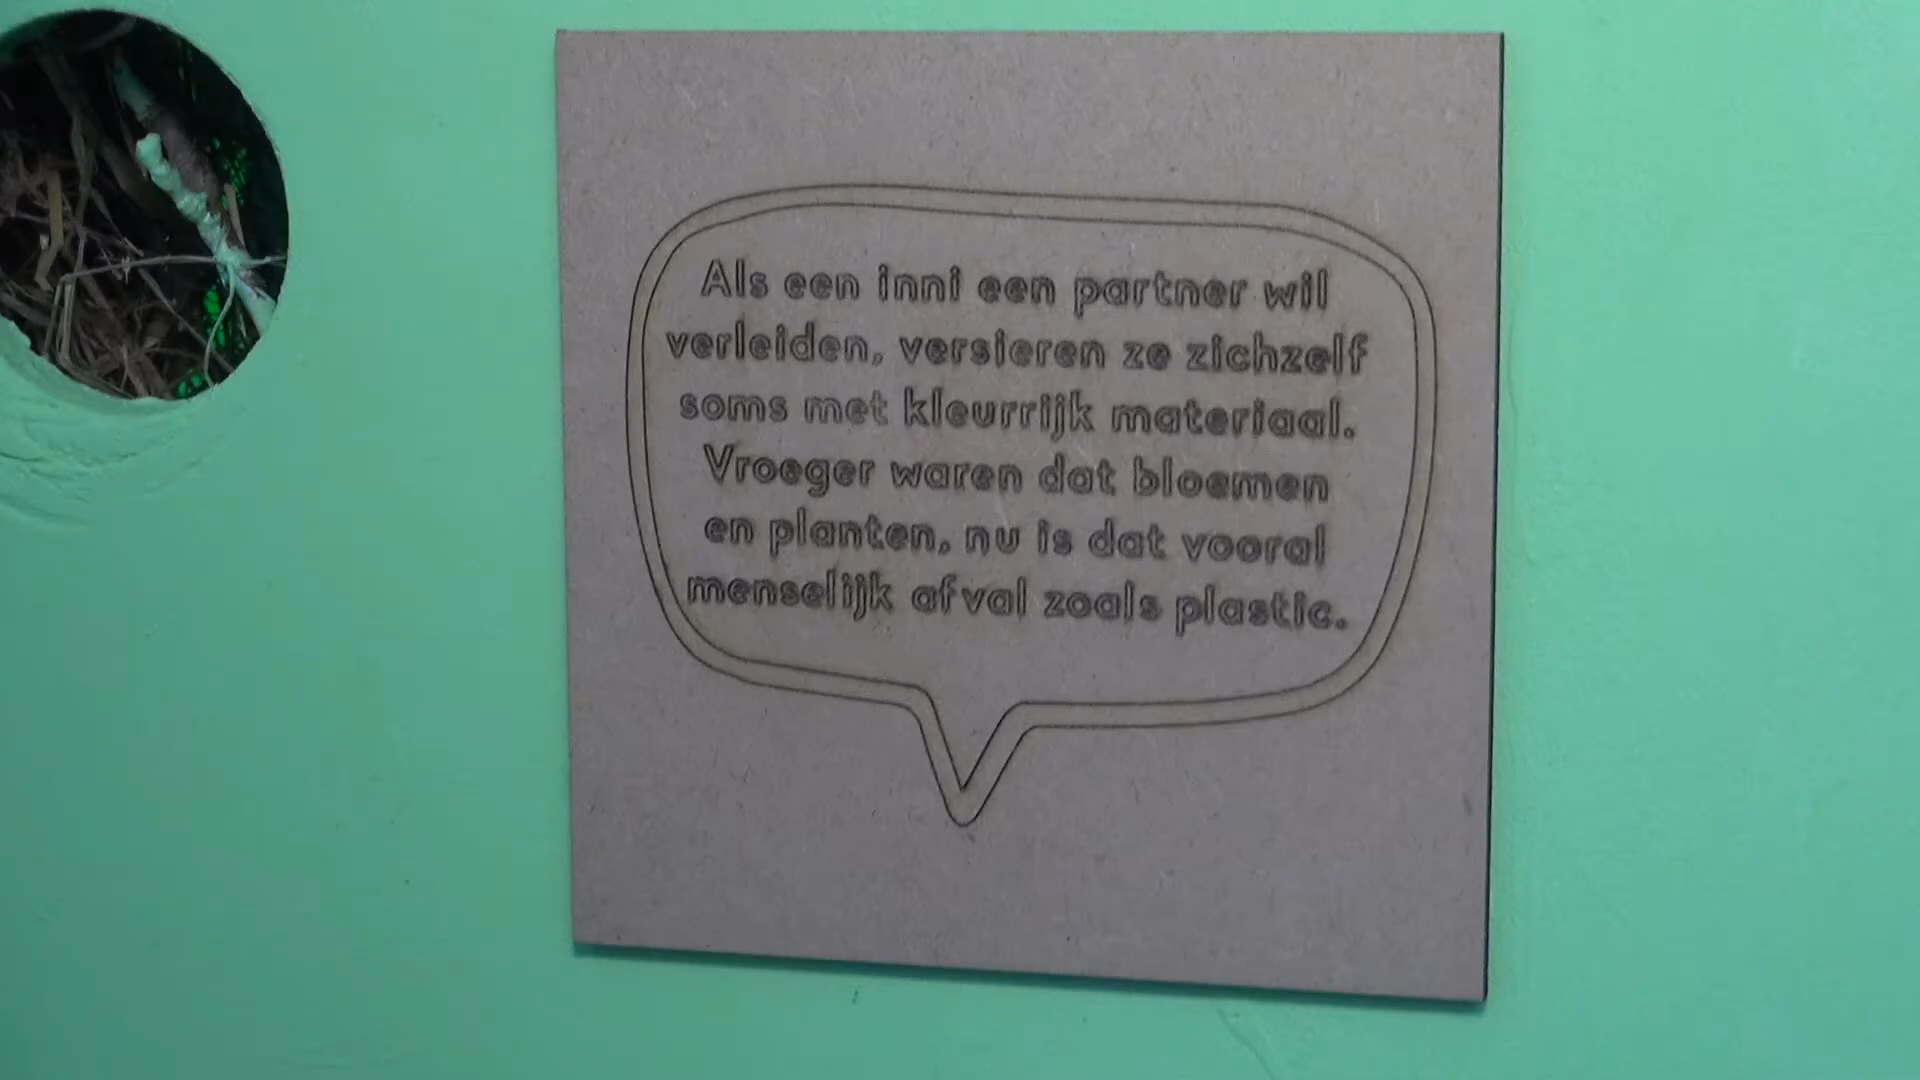 Als een inni een partner wil
verleiden, versieren ze zichzelf
soms met kleurrijk materiaal.
Vroeger waren dat bloemen
en planten, nu is dat vooral
menselijk afval zoals plastic.